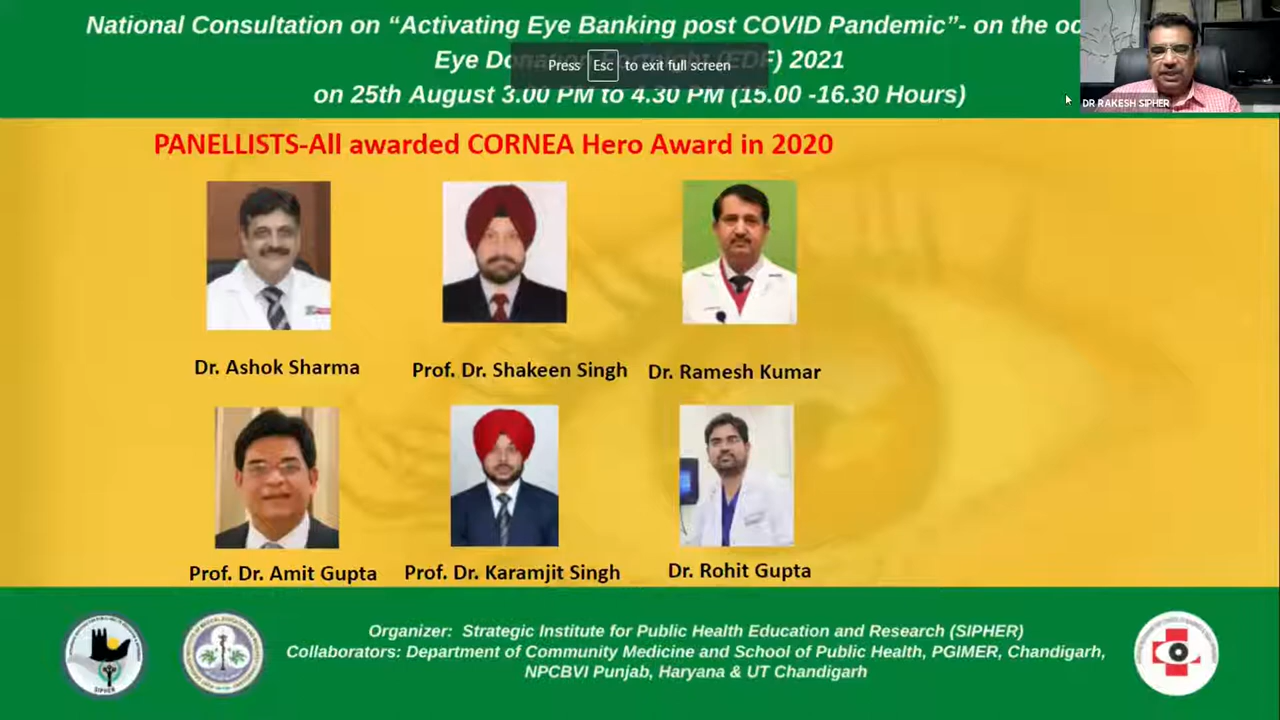 National Consultation on “Activating Eye Banking post COVID Pandemic”- on the oc
Eye Do (EDF) 2021
Press Esc to exit full screen
on 25th August 3.00 PM to 4.30 PM (15.00 -16.30 Hours)
DR RAKESH SIPHER
PANELLISTS-All awarded CORNEA Hero Award in 2020
Dr. Ashok Sharma
Prof. Dr. Shakeen Singh
Dr. Ramesh Kumar
Prof. Dr. Amit Gupta
Prof. Dr. Karamjit Singh
Dr. Rohit Gupta
Organizer: Strategic Institute for Public Health Education and Research (SIPHER)
Collaborators: Department of Community Medicine and School of Public Health, PGIMER, Chandigarh,
NPCBVI Punjab, Haryana & UT Chandigarh
SIPHER